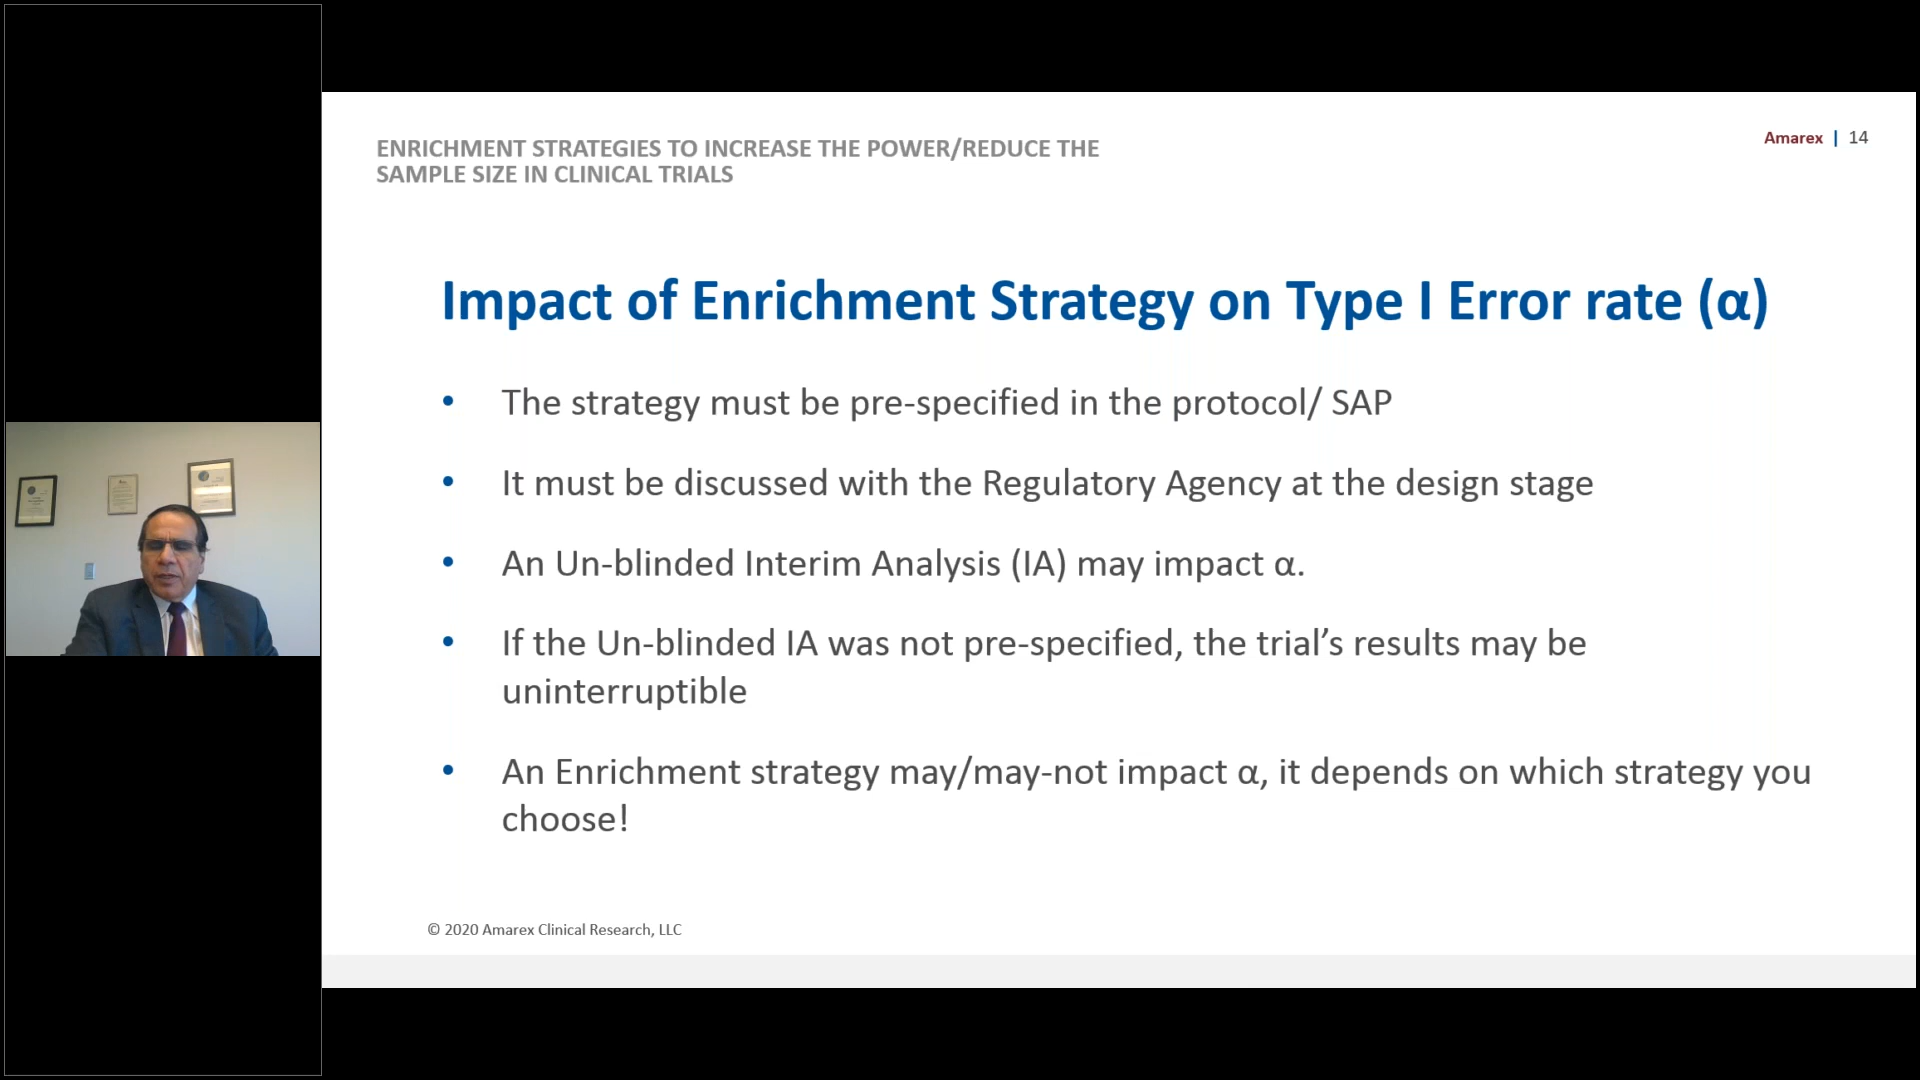 ENRICHMENT STRATEGIES TO INCREASE THE POWER/REDUCE THE
SAMPLE SIZE IN CLINICAL TRIALS
Amarex | 14
Impact of Enrichment Strategy on Type I Error rate (α)
• The strategy must be pre-specified in the protocol/ SAP
• It must be discussed with the Regulatory Agency at the design stage
• An Un-blinded Interim Analysis (IA) may impact α.
• If the Un-blinded IA was not pre-specified, the trial’s results may be
uninterruptible
• An Enrichment strategy may/may-not impact α, it depends on which strategy you
choose!
© 2020 Amarex Clinical Research, LLC